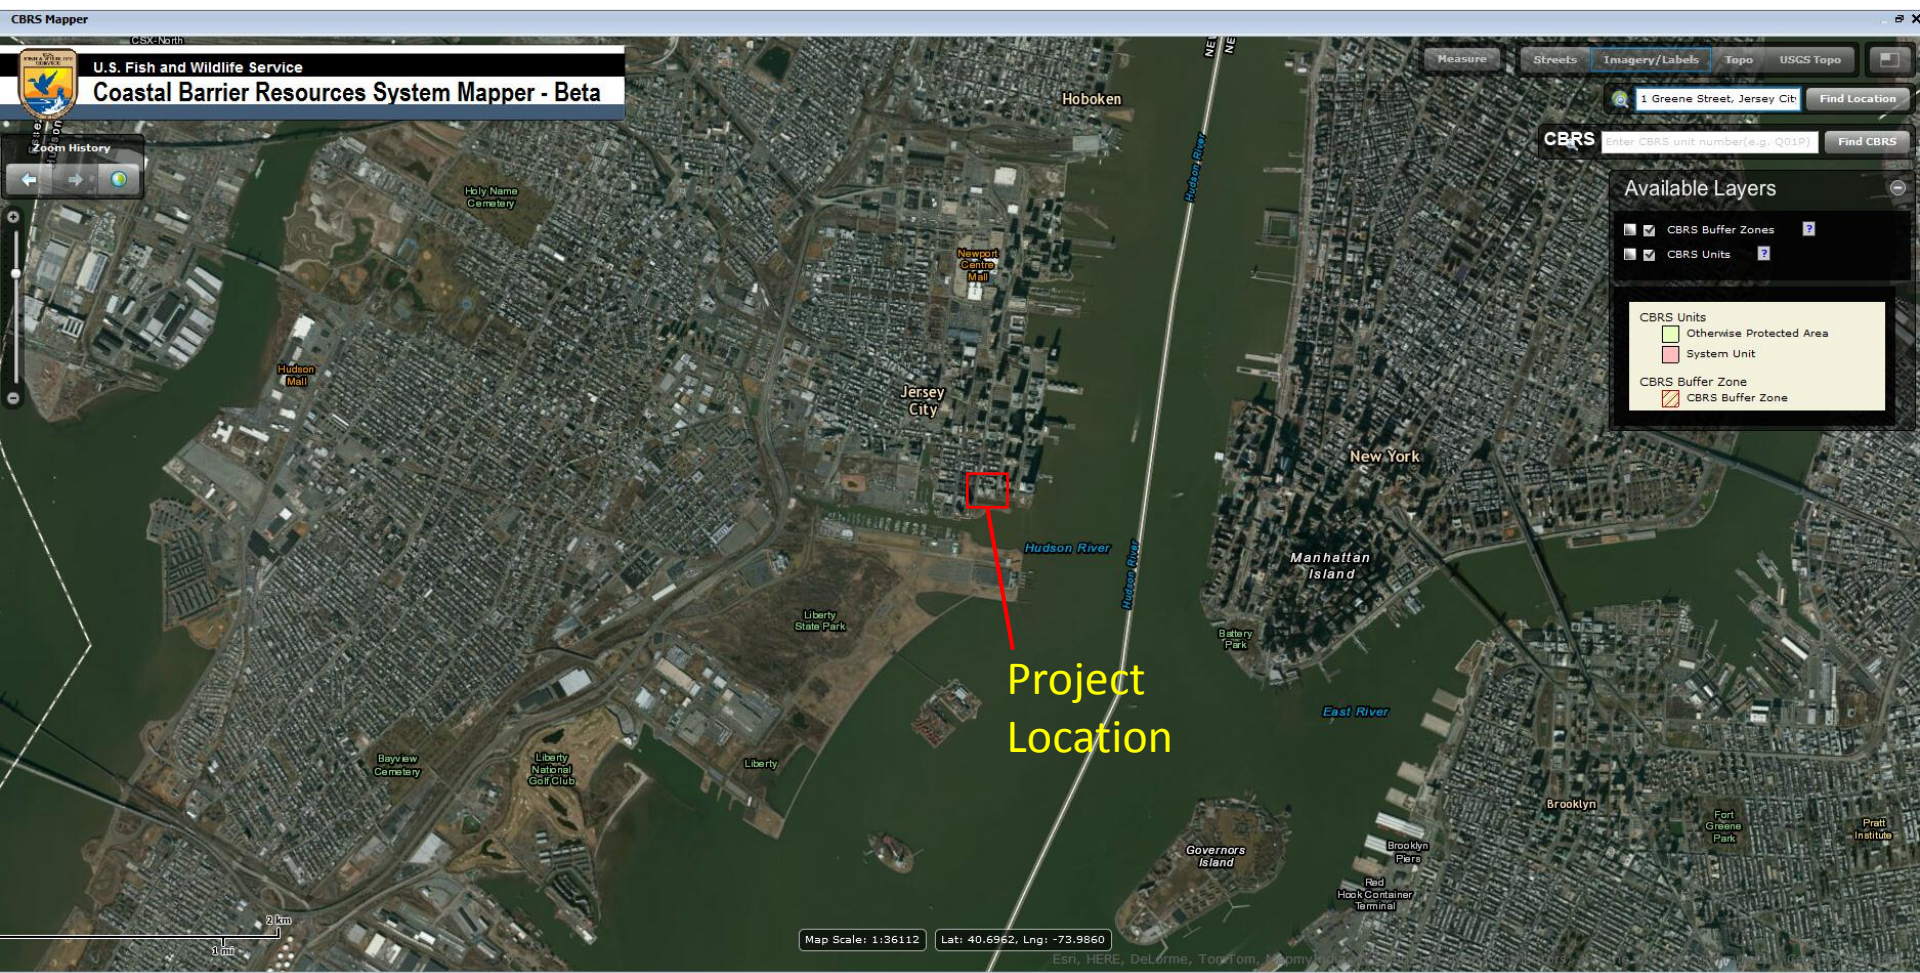 CBRS Mapper
CSX-North
U.S. Fish and Wildlife Service
Coastal Barrier Resources System Mapper - Beta
Zoom History
Measure
Streets
Imagery/Labels
Topo
USGS Topo
1 Greene Street, Jersey Cit
Find Location
CBRS
Enter CBRS unit number(e.g. Q01P)
Find CBRS
Available Layers
CBRS Buffer Zones ?
CBRS Units ?
CBRS Units
Otherwise Protected Area
System Unit
CBRS Buffer Zone
CBRS Buffer Zone
Hoboken
Hudson River
Holy Name
Cemetery
Newport
Centre
Mall
Hudson
Mall
Jersey
City
New York
Hudson River
Hudson River
Manhattan
Island
Liberty
State Park
Battery
Park
Project
Location
East River
Bayview
Cemetery
Liberty
National
Golf Club
Liberty
Brooklyn
Fort
Greene
Park
Pratt
Institute
Governors
Island
Brooklyn
Piers
Red
Hook Container
Terminal
2 km
1 mi
Map Scale: 1:36112
Lat: 40.6962, Lng: -73.9860
Esri, HERE, DeLorme, TomTom,